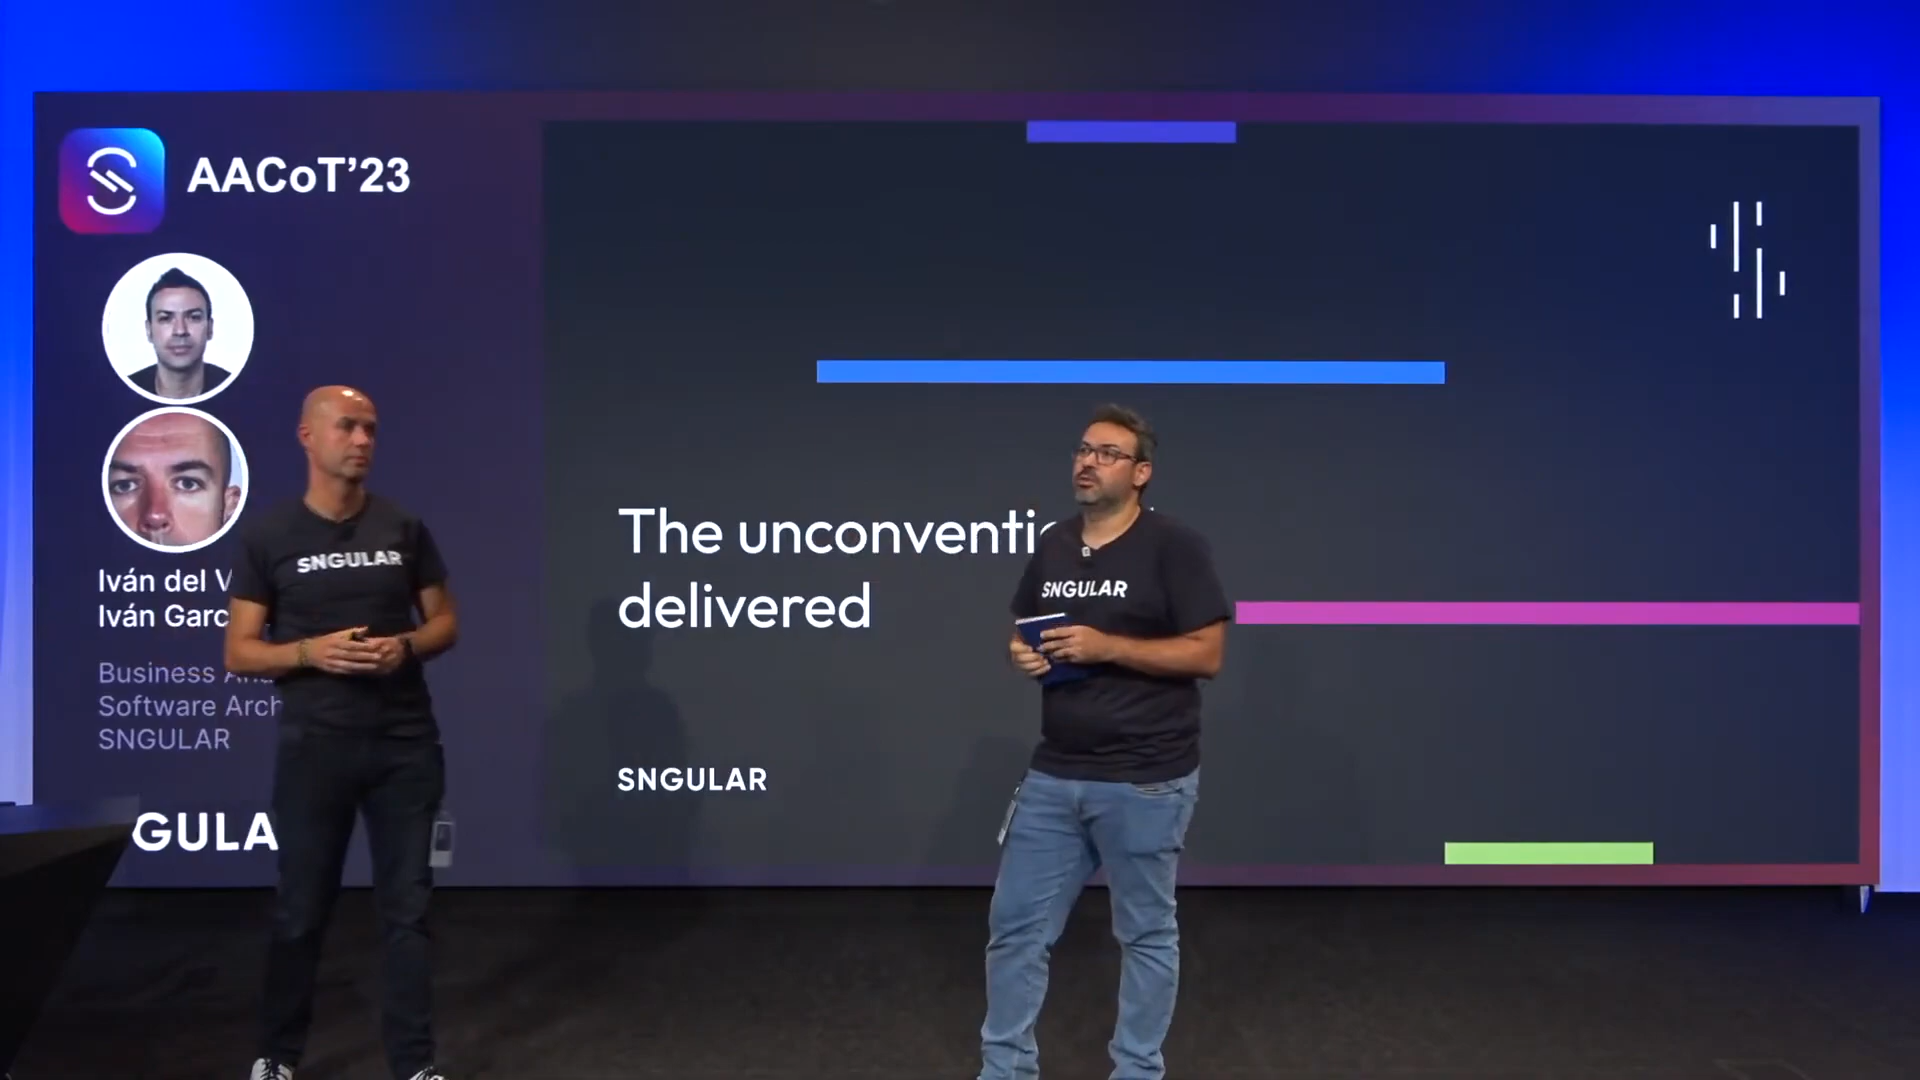 AACoT’23
Iván del V
Iván Garc
Business
Software Arch
SNGULAR
GULA
The unconventi
delivered
SNGULAR
SNGULAR
SNGULAR